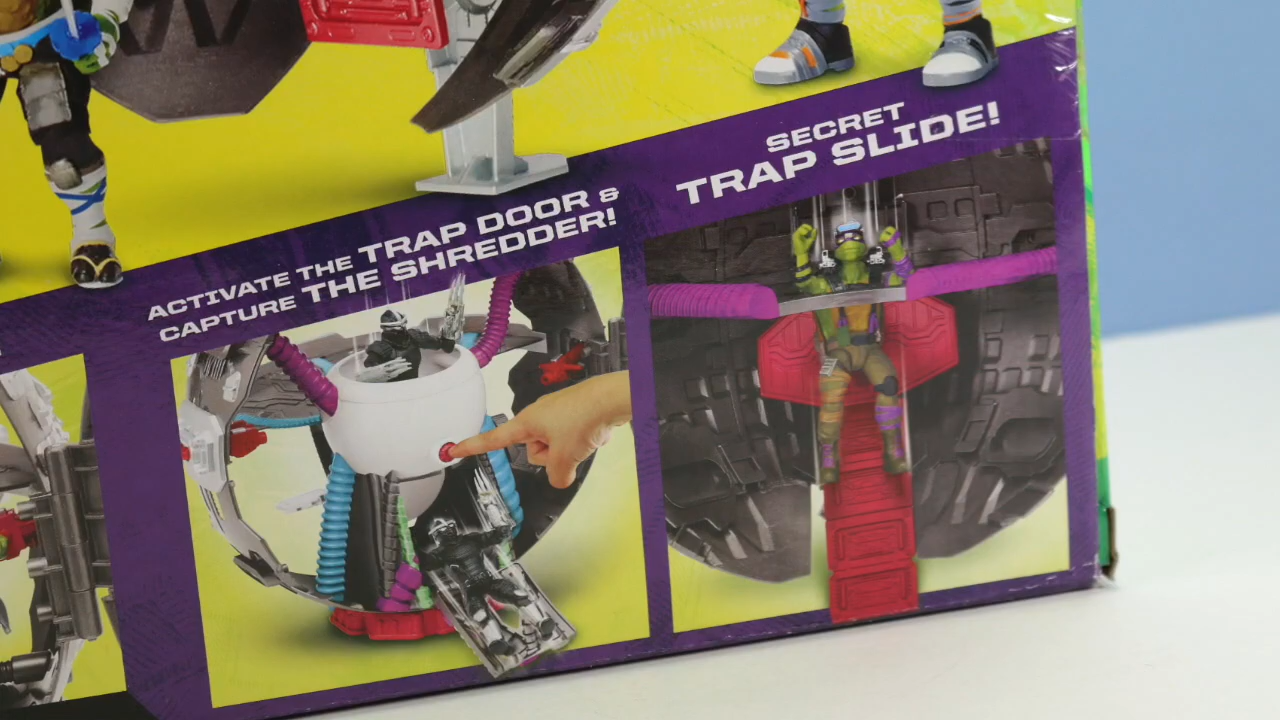 ACTIVATE THE TRAP DOOR &
CAPTURE THE SHREDDER!
SECRET
TRAP SLIDE!